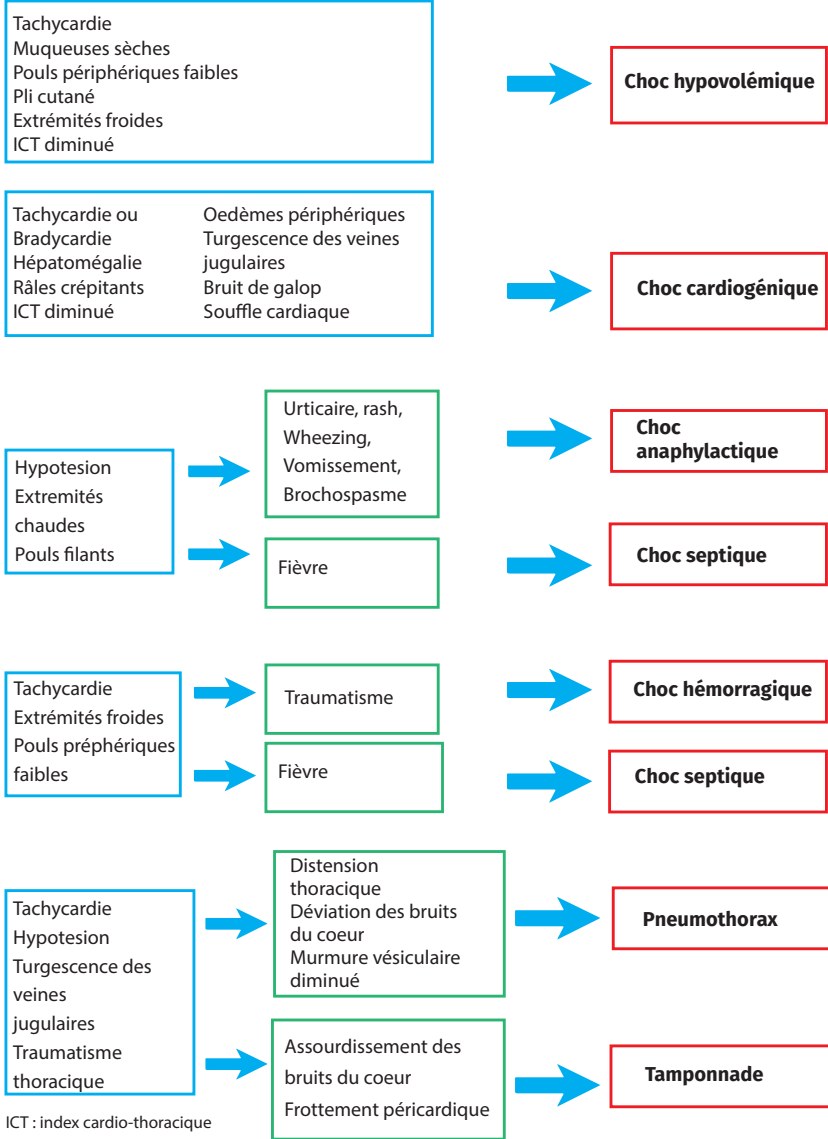 Tachycardie
Muqueuses sèches
Pouls périphériques faibles
Pli cutané
Extrémités froides
ICT diminué
Choc hypovolémique
Tachycardie ou
Bradycardie
Hépatomégalie
Râles crépitants
ICT diminué
Oedèmes périphériques
Turgescence des veines
jugulaires
Bruit de galop
Souffle cardiaque
Choc cardiogénique
Hypotesion
Extremités
chaudes
Pouls filants
Urticaire, rash,
Wheezing,
Vomissement,
Brochospasme
Choc
anaphylactique
Fièvre
Choc septique
Tachycardie
Extrémités froides
Pouls préphériques
faibles
Traumatisme
Choc hémorragique
Fièvre
Choc septique
Tachycardie
Hypotesion
Turgescence des
veines
jugulaires
Traumatisme
thoracique
Distension
thoracique
Déviation des bruits
du coeur
Murmure vésiculaire
diminué
Pneumothorax
Assourdissement des
bruits du coeur
Frottement péricardique
Tamponnade
ICT : index cardio-thoracique